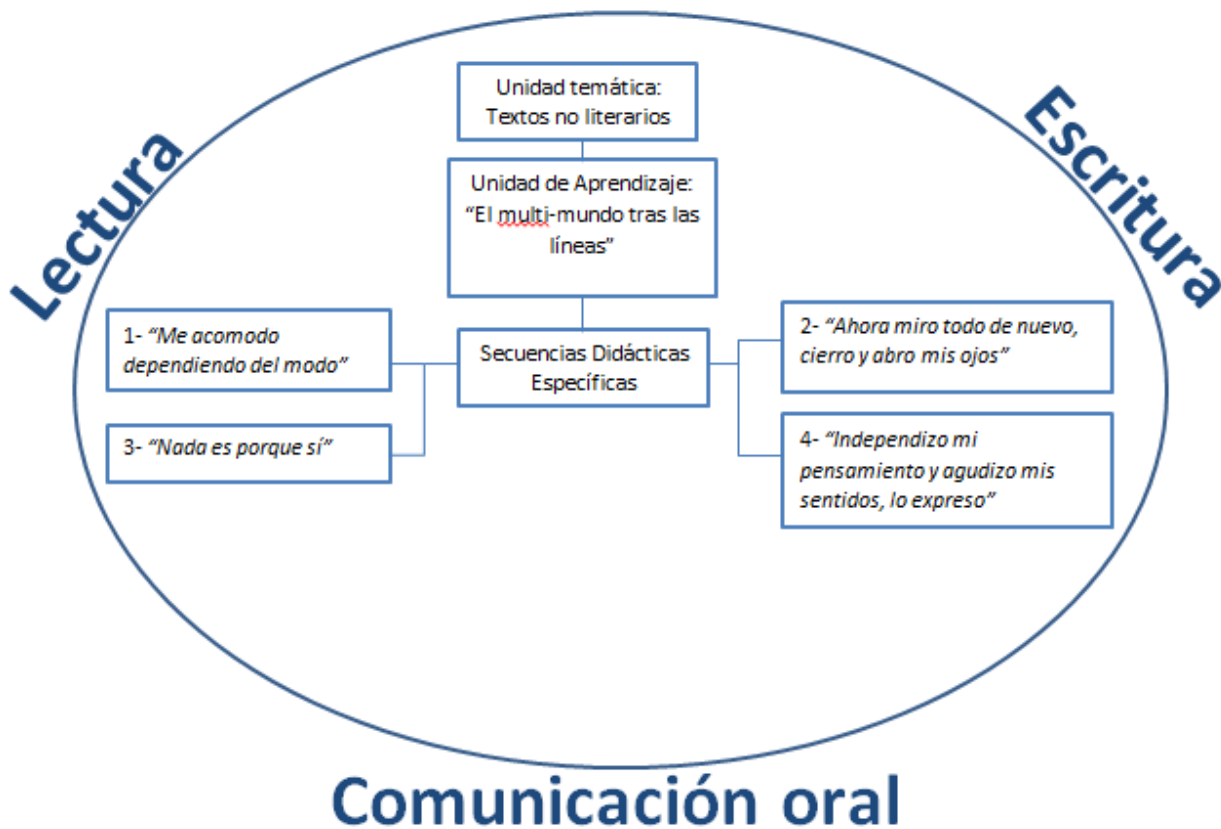 Unidad temática:
Textos no literarios
Lectura
Escritura
Unidad de Aprendizaje:
“El multi-mundo tras las
líneas”
1- “Me acomodo
dependiendo del modo”
Secuencias Didácticas
Específicas
2- “Ahora miro todo de nuevo,
cierro y abro mis ojos”
3- “Nada es porque sí”
4- “Independizo mi
pensamiento y agudizo mis
sentidos, lo expreso”
Comunicación oral